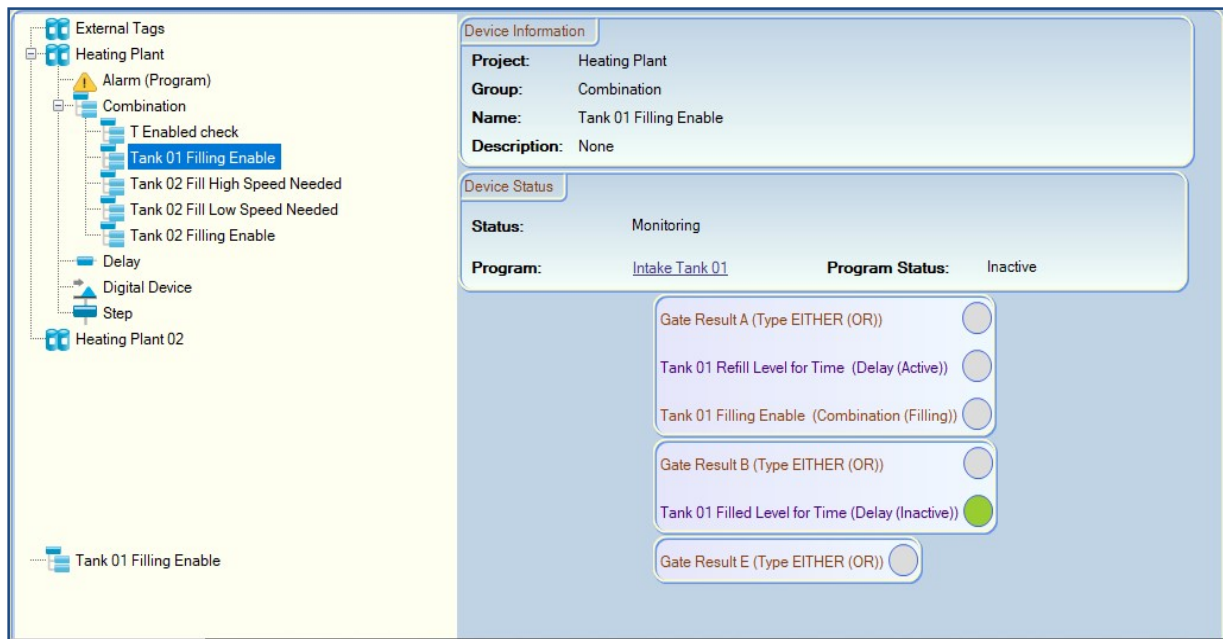 External Tags
Heating Plant
Alarm (Program)
Combination
T Enabled check
Tank 01 Filling Enable
Tank 02 Fill High Speed Needed
Tank 02 Fill Low Speed Needed
Tank 02 Filling Enable
Delay
Digital Device
Step
Heating Plant 02
Tank 01 Filling Enable
Device Information
Project: Heating Plant
Group: Combination
Name: Tank 01 Filling Enable
Description: None
Device Status
Status: Monitoring
Program: Intake Tank 01 Program Status: Inactive
Gate Result A (Type EITHER (OR))
Tank 01 Refill Level for Time (Delay (Active))
Tank 01 Filling Enable (Combination (Filling))
Gate Result B (Type EITHER (OR))
Tank 01 Filled Level for Time (Delay (Inactive))
Gate Result E (Type EITHER (OR))